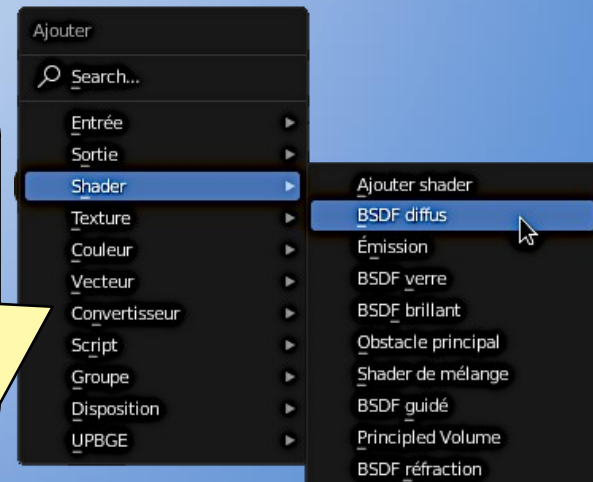 Ajouter
Search...
Entrée
Sortie
Shader
Texture
Couleur
Vecteur
Convertisseur
Script
Groupe
Disposition
UPBGE
Ajouter shader
BSDF diffus
Émission
BSDF verre
BSDF brillant
Obstacle principal
Shader de mélange
BSDF guidé
Principled Volume
BSDF réfraction